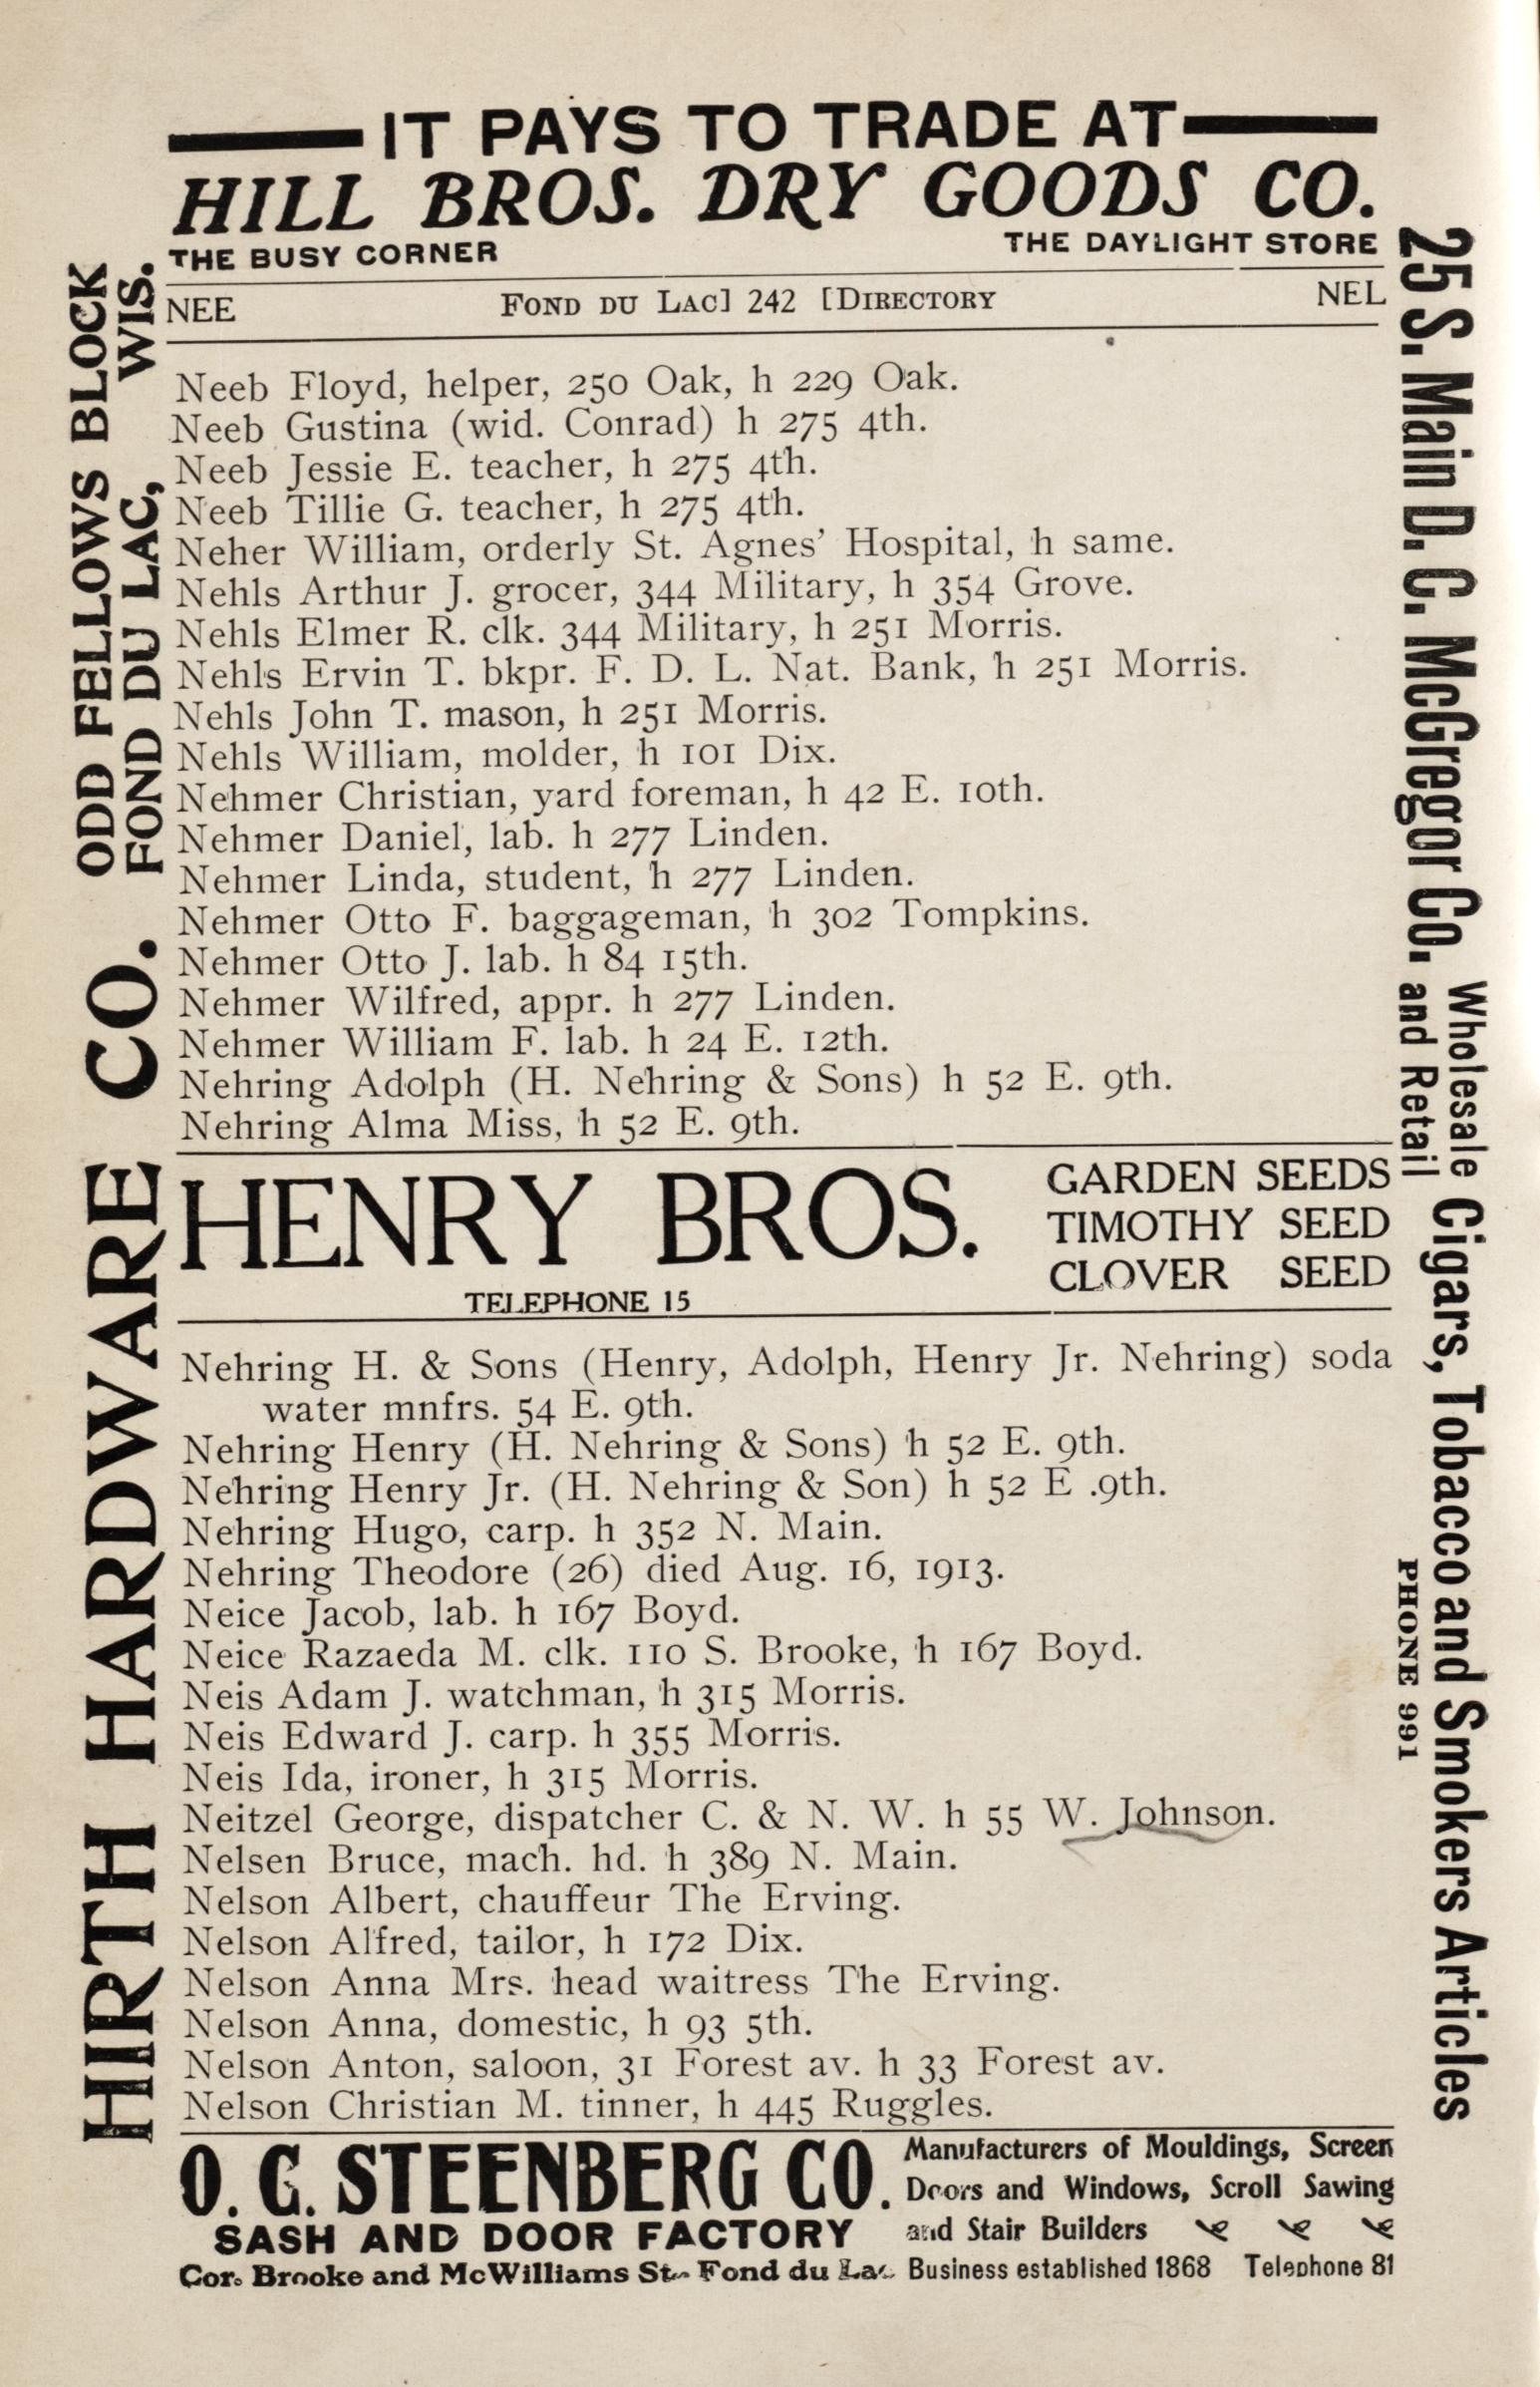 IT PAYS TO TRADE AT
HILL BROS. DRY GOODS CO.
THE BUSY CORNER THE DAYLIGHT STORE
NEE FOND DU LAC] 242 [DIRECTORY NEL
Neeb Floyd, helper, 250 Oak, h 229 Oak.
Neeb Gustina (wid. Conrad) h 275 4th.
Neeb Jessie E. teacher, h 275 4th.
Neeb Tillie G. teacher, h 275 4th.
Neher William, orderly St. Agnes' Hospital, h same.
Nehls Arthur J. grocer, 344 Military, h 354 Grove.
Nehls Elmer R. clk. 344 Military, h 251 Morris.
Nehls Ervin T. bkpr. F. D. L. Nat. Bank, h 251 Morris.
Nehls John T. mason, h 251 Morris.
Nehls William, molder, h 101 Dix.
Nehmer Christian, yard foreman, h 42 E. 10th.
Nehmer Daniel, lab. h 277 Linden.
Nehmer Linda, student, h 277 Linden.
Nehmer Otto F. baggageman, h 302 Tompkins.
Nehmer Otto J. lab. h 84 15th.
Nehmer Wilfred, appr. h 277 Linden.
Nehmer William F. lab. h 24 E. 12th.
Nehring Adolph (H. Nehring & Sons) h 52 E. 9th.
Nehring Alma Miss, h 52 E. 9th.
HENRY BROS.
TELEPHONE 15
GARDEN SEEDS
TIMOTHY SEED
CLOVER SEED
Nehring H. & Sons (Henry, Adolph, Henry Jr. Nehring) soda
water mnfrs. 54 E. 9th.
Nehring Henry (H. Nehring & Sons) h 52 E. 9th.
Nehring Henry Jr. (H. Nehring & Son) h 52 E .9th.
Nehring Hugo, carp. h 352 N. Main.
Nehring Theodore (26) died Aug. 16, 1913.
Neice Jacob, lab. h 167 Boyd.
Neice Razaeda M. clk. 110 S. Brooke, h 167 Boyd.
Neis Adam J. watchman, h 315 Morris.
Neis Edward J. carp. h 355 Morris.
Neis Ida, ironer, h 315 Morris.
Neitzel George, dispatcher C. & N. W. h 55 W. Johnson.
Nelsen Bruce, mach. hd. h 389 N. Main.
Nelson Albert, chauffeur The Erving.
Nelson Alfred, tailor, h 172 Dix.
Nelson Anna Mrs. head waitress The Erving.
Nelson Anna, domestic, h 93 5th.
Nelson Anton, saloon, 31 Forest av. h 33 Forest av.
Nelson Christian M. tinner, h 445 Ruggles.
O. C. STEENBERG CO.
SASH AND DOOR FACTORY
Cor. Brooke and McWilliams St. Fond du Lac
Manufacturers of Mouldings, Screen
Doors and Windows, Scroll Sawing
and Stair Builders
Business established 1868 Telephone 81
HIRTH HARDWARE CO.
ODD FELLOWS BLOCK
FOND DU LAC, WIS.
25 S. Main D. C. McGregor Co. Wholesale and Retail Cigars, Tobacco and Smokers Articles
PHONE 991